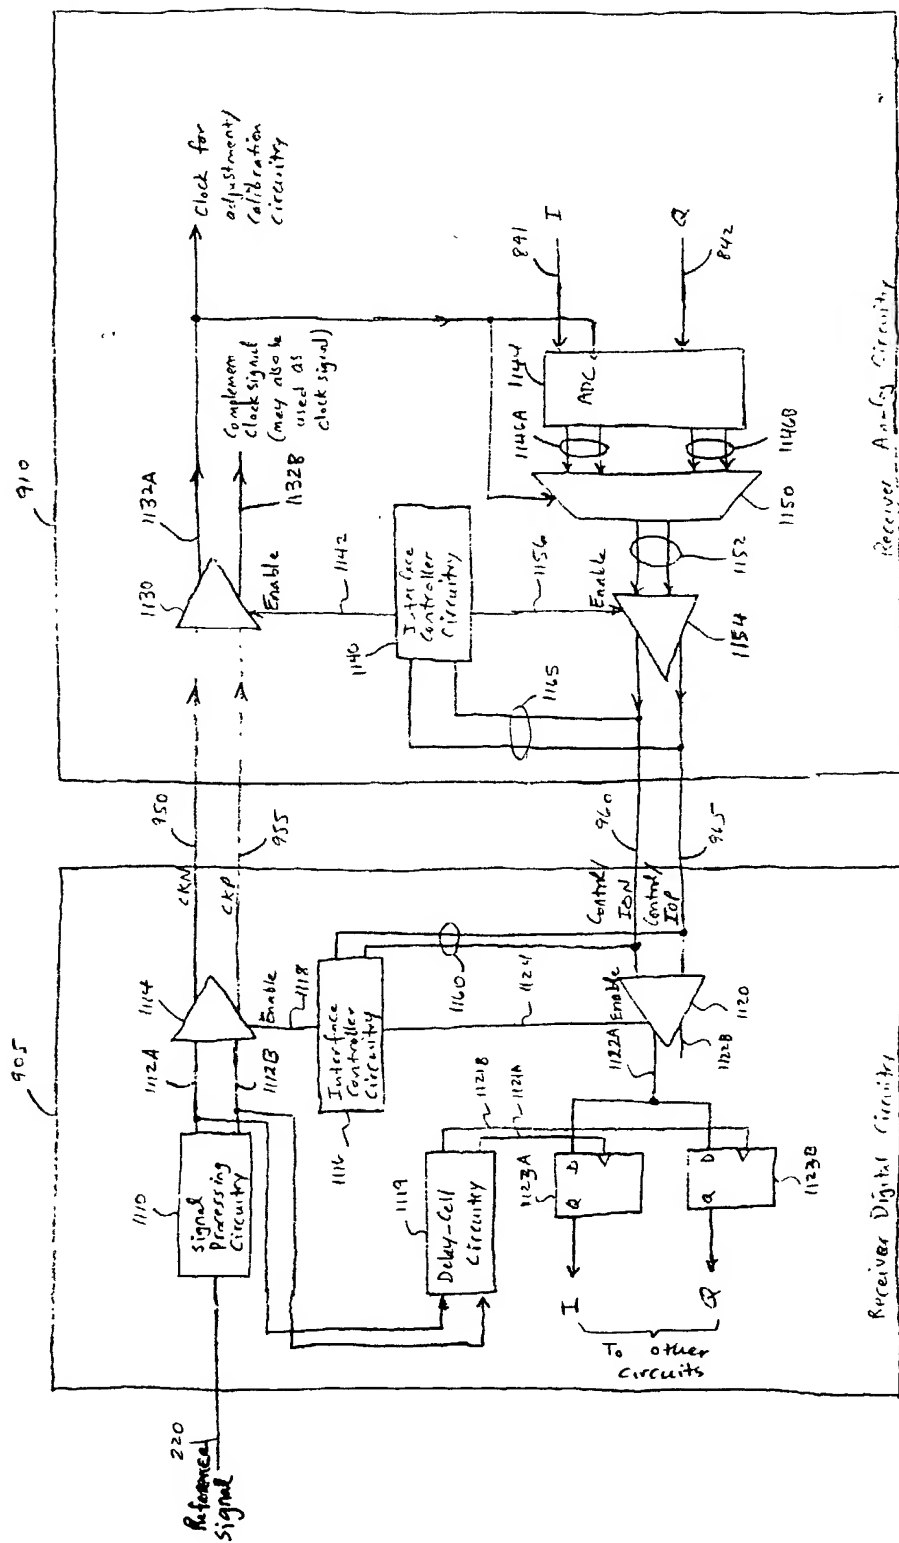 910
1130
1132A
Clock for
adjustment/
calibration
circuitry
Complement
clock signal
(may also be
used as
clock signal)
1132B
Enable
1142
Interface
Controller
Circuitry
1140
1156
Enable
1165
1154
1152
1150
1146A
1146B
1144
ADC
841
I
842
Q
Receiver Analog Circuitry
950
955
960
965
905
CKN
CKP
Control/
ION
Control/
IOP
1114
1112A
1112B
Enable
1118
Interface
Controller
Circuitry
1116
1160
1124
Enable
1120
1122A
1122B
1110
Signal
Processing
Circuitry
1119
Delay-Cell
Circuitry
1121B
1121A
1123A
D
Q
1123B
D
Q
I
Q
To other
circuits
Receiver Digital Circuitry
220
Reference
Signal